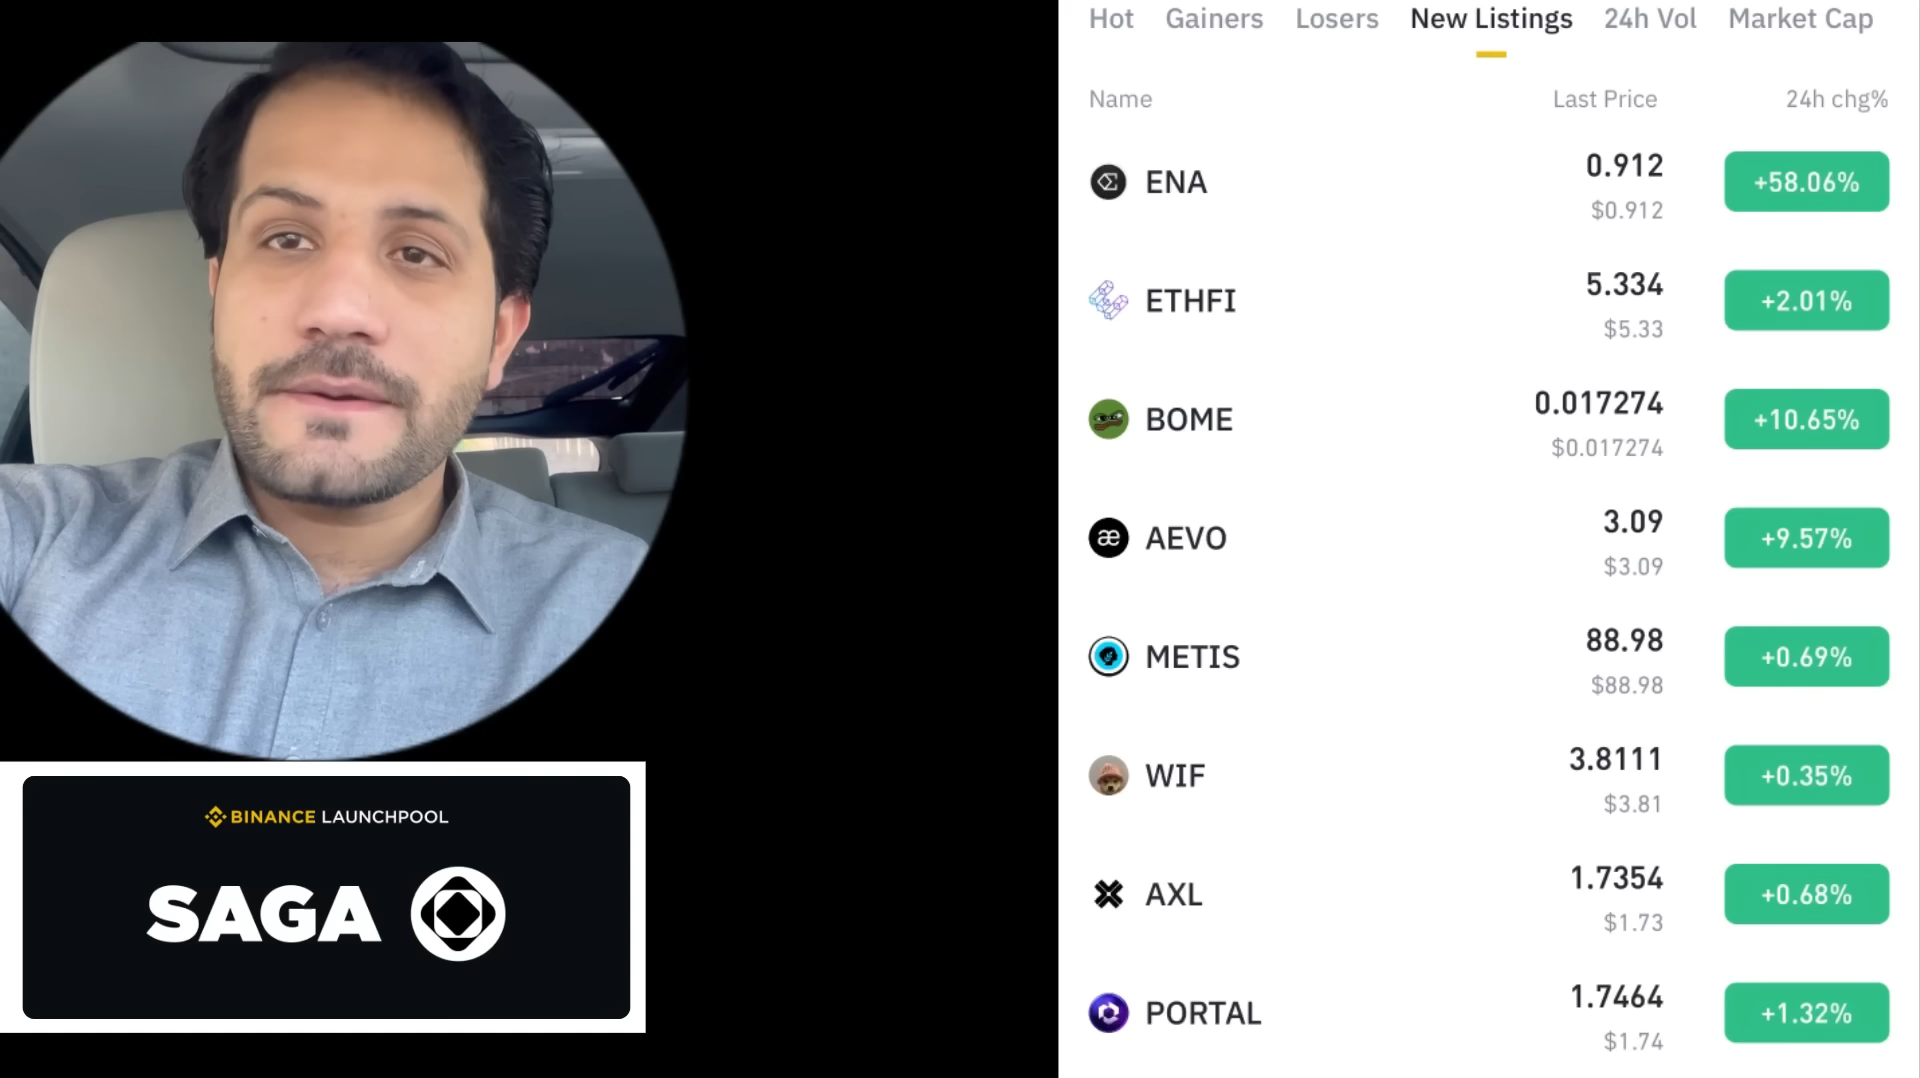 Hot Gainers Losers New Listings 24h Vol Market Cap
Name Last Price 24h chg%
ENA 0.912 +58.06%
$0.912
ETHFI 5.334 +2.01%
$5.33
BOME 0.017274 +10.65%
$0.017274
AEVO 3.09 +9.57%
$3.09
METIS 88.98 +0.69%
$88.98
WIF 3.8111 +0.35%
$3.81
AXL 1.7354 +0.68%
$1.73
PORTAL 1.7464 +1.32%
$1.74
BINANCE LAUNCHPOOL
SAGA